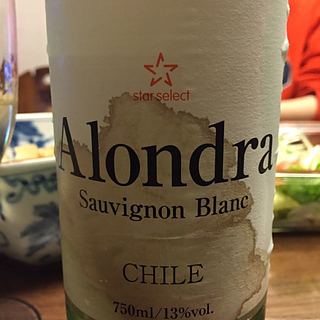 star select
Alondra
Sauvignon Blanc
CHILE
750ml/13%vol.